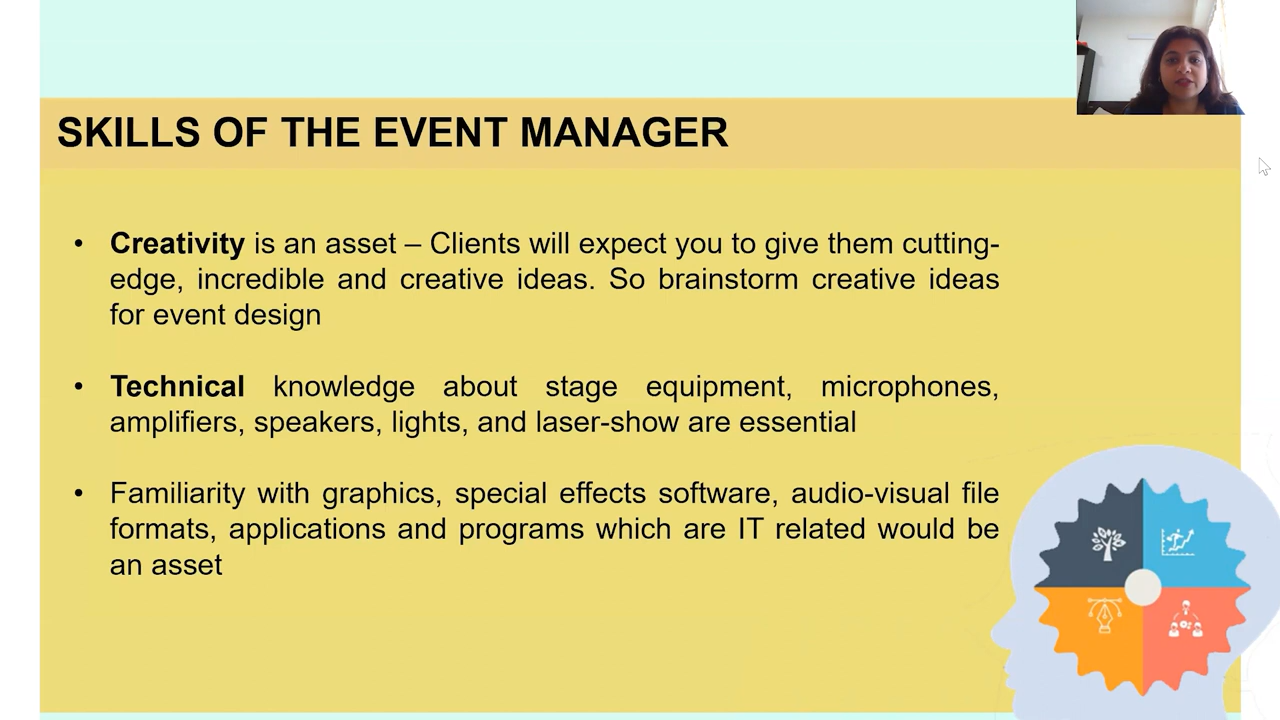 SKILLS OF THE EVENT MANAGER
• Creativity is an asset – Clients will expect you to give them cutting-
edge, incredible and creative ideas. So brainstorm creative ideas
for event design
• Technical knowledge about stage equipment, microphones,
amplifiers, speakers, lights, and laser-show are essential
• Familiarity with graphics, special effects software, audio-visual file
formats, applications and programs which are IT related would be
an asset